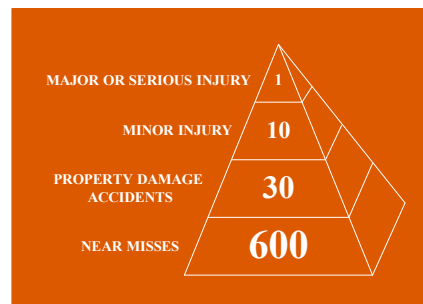 MAJOR OR SERIOUS INJURY 1
MINOR INJURY 10
PROPERTY DAMAGE
ACCIDENTS 30
NEAR MISSES 600